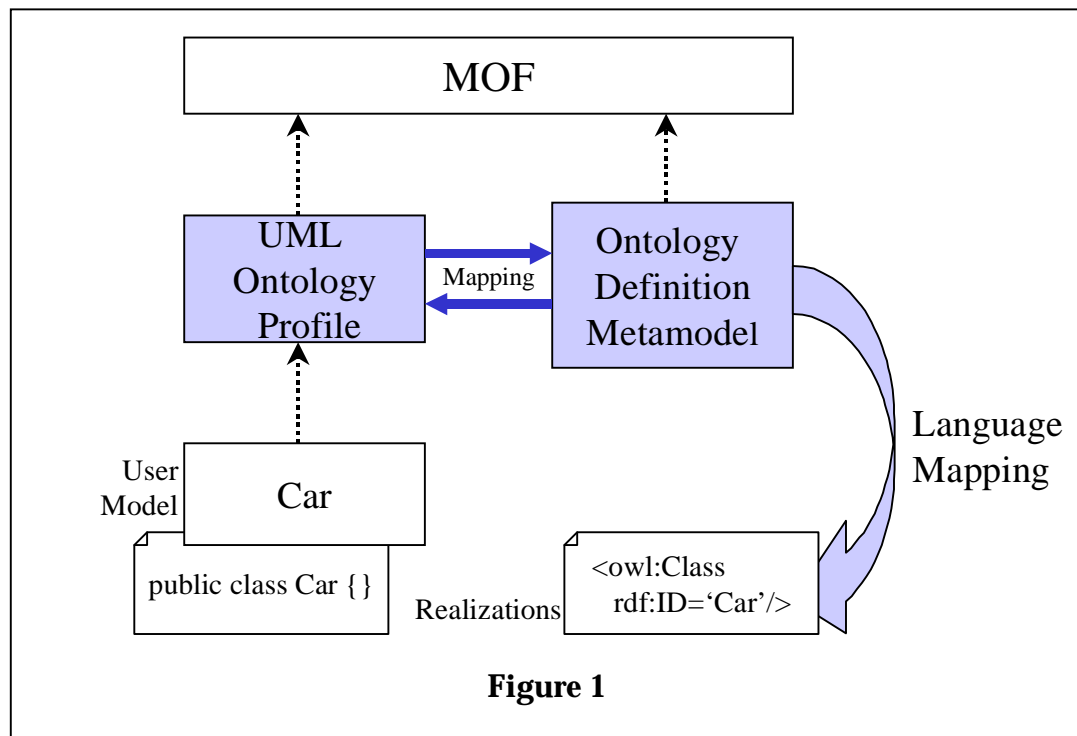 MOF
UML
Ontology
Profile
Mapping
Ontology
Definition
Metamodel
Language
Mapping
User
Model
Car
public class Car {}
Realizations
<owl:Class
rdf:ID=‘Car’/>
Figure 1